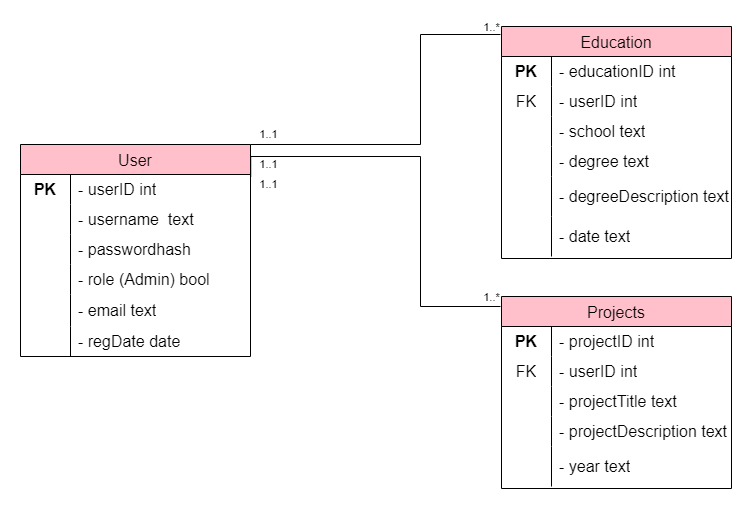 1..*
Education
PK - educationID int
FK - userID int
- school text
- degree text
- degreeDescription text
- date text
1..1
1..1
1..1
User
PK - userID int
- username  text
- passwordhash
- role (Admin) bool
- email text
- regDate date
1..*
Projects
PK - projectID int
FK - userID int
- projectTitle text
- projectDescription text
- year text